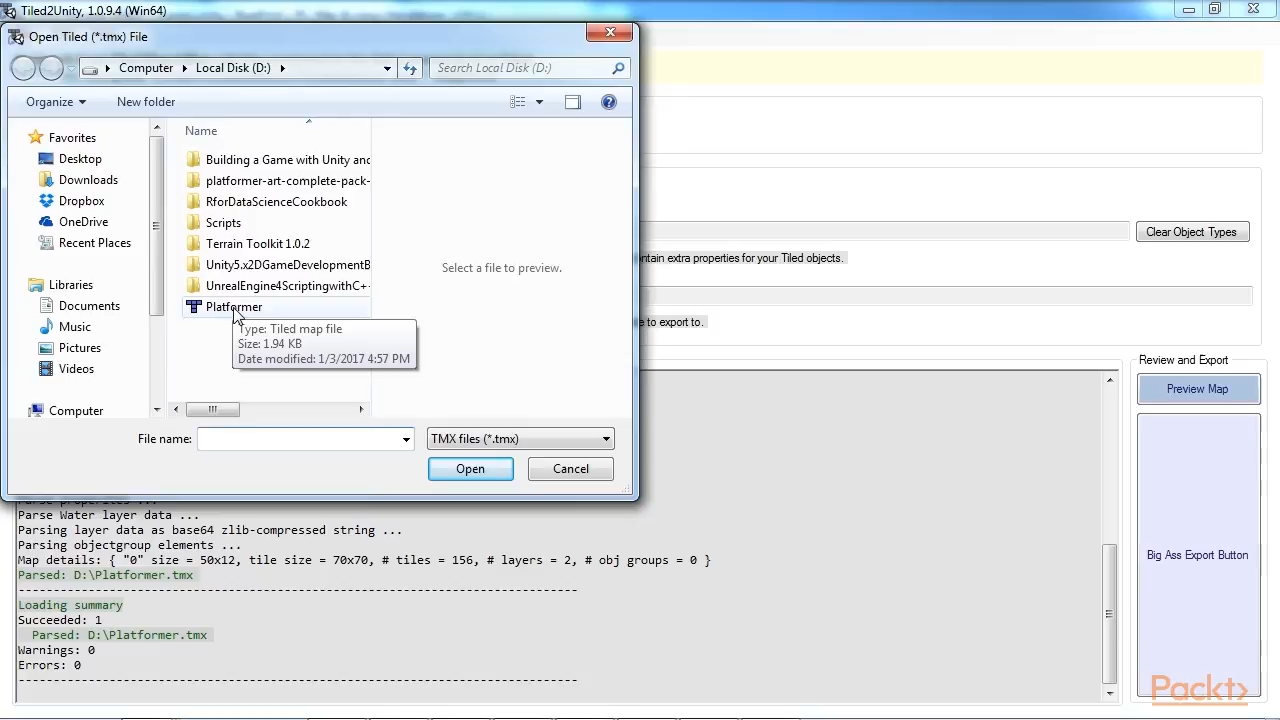 Tiled2Unity, 1.0.9.4 (Win64)
Open Tiled (*.tmx) File
Computer
Local Disk (D:)
Search Local Disk (D:)
Organize
New folder
Name
Favorites
Desktop
Downloads
Dropbox
OneDrive
Recent Places
Libraries
Documents
Music
Pictures
Videos
Computer
Building a Game with Unity and
platformer-art-complete-pack-
RforDataScienceCookbook
Scripts
Terrain Toolkit 1.0.2
Unity5.x2DGameDevelopmentB
UnrealEngine4ScriptingwithC+
Platformer
Type: Tiled map file
Size: 1.94 KB
Date modified: 1/3/2017 4:57 PM
Select a file to preview.
File name:
TMX files (*.tmx)
Open
Cancel
Clear Object Types
ntain extra properties for your Tiled objects.
e to export to.
Review and Export
Preview Map
Big Ass Export Button
Parse properties ...
Parse Water layer data ...
Parsing layer data as base64 zlib-compressed string ...
Parsing objectgroup elements ...
Map details: { "0" size = 50x12, tile size = 70x70, # tiles = 156, # layers = 2, # obj groups = 0 }
Parsed: D:\Platformer.tmx
--------------------------------------------------------------------------------
Loading summary
Succeeded: 1
Parsed: D:\Platformer.tmx
Warnings: 0
Errors: 0
--------------------------------------------------------------------------------
Packt>